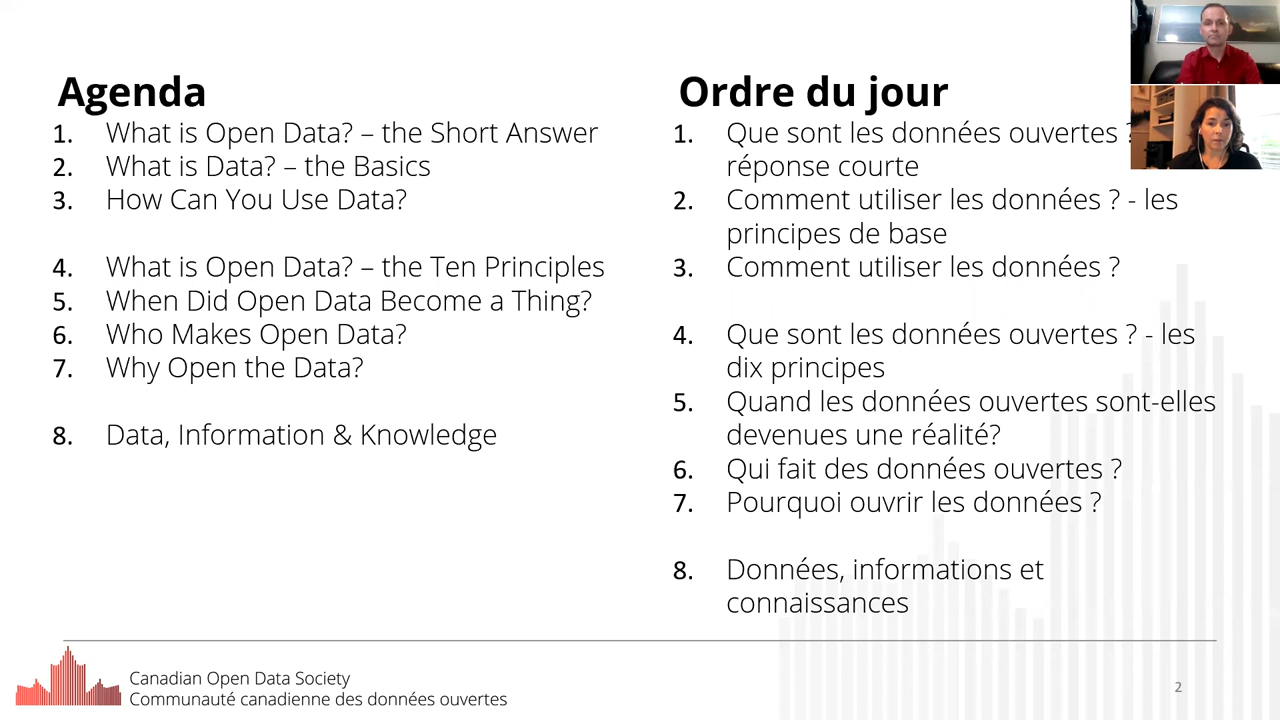 Agenda
1. What is Open Data? – the Short Answer
2. What is Data? – the Basics
3. How Can You Use Data?
4. What is Open Data? – the Ten Principles
5. When Did Open Data Become a Thing?
6. Who Makes Open Data?
7. Why Open the Data?
8. Data, Information & Knowledge
Ordre du jour
1. Que sont les données ouvertes ?
réponse courte
2. Comment utiliser les données ? - les
principes de base
3. Comment utiliser les données ?
4. Que sont les données ouvertes ? - les
dix principes
5. Quand les données ouvertes sont-elles
devenues une réalité?
6. Qui fait des données ouvertes ?
7. Pourquoi ouvrir les données ?
8. Données, informations et
connaissances
Canadian Open Data Society
Communauté canadienne des données ouvertes
2